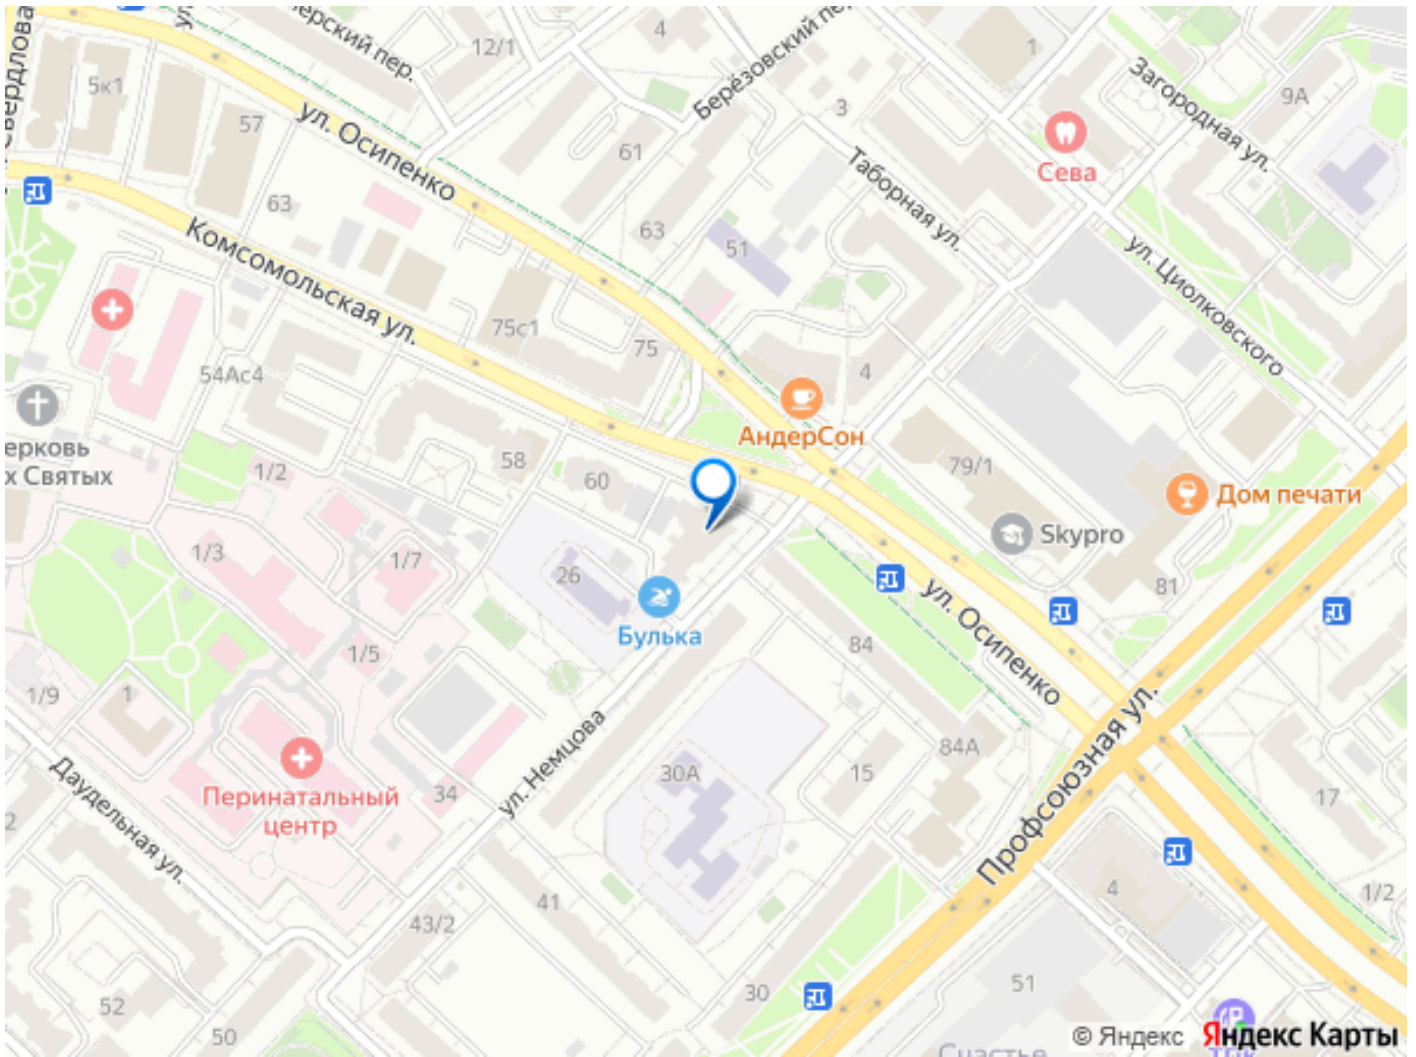 12/1
4
1
5к1
57
ул. Осипенко
Берёзовский пер.
3
Загородная ул.
9А
61
Сева
63
63
51
Таборная ул.
ул. Циолковского
Комсомольская ул.
75с1
75
54Ас4
4
АндерСон
1/2
58
60
79/1
Дом печати
Skypro
х Святых
1/3
1/7
26
81
Булька
ул. Осипенко
1/5
84
1/9
1
84А
ул. Немцова
30А
15
Профсоюзная ул.
Перинатальный
центр
34
17
Даудельная ул.
41
43/2
4
1/2
52
50
30
51
Счастье
© Яндекс
Яндекс Карты